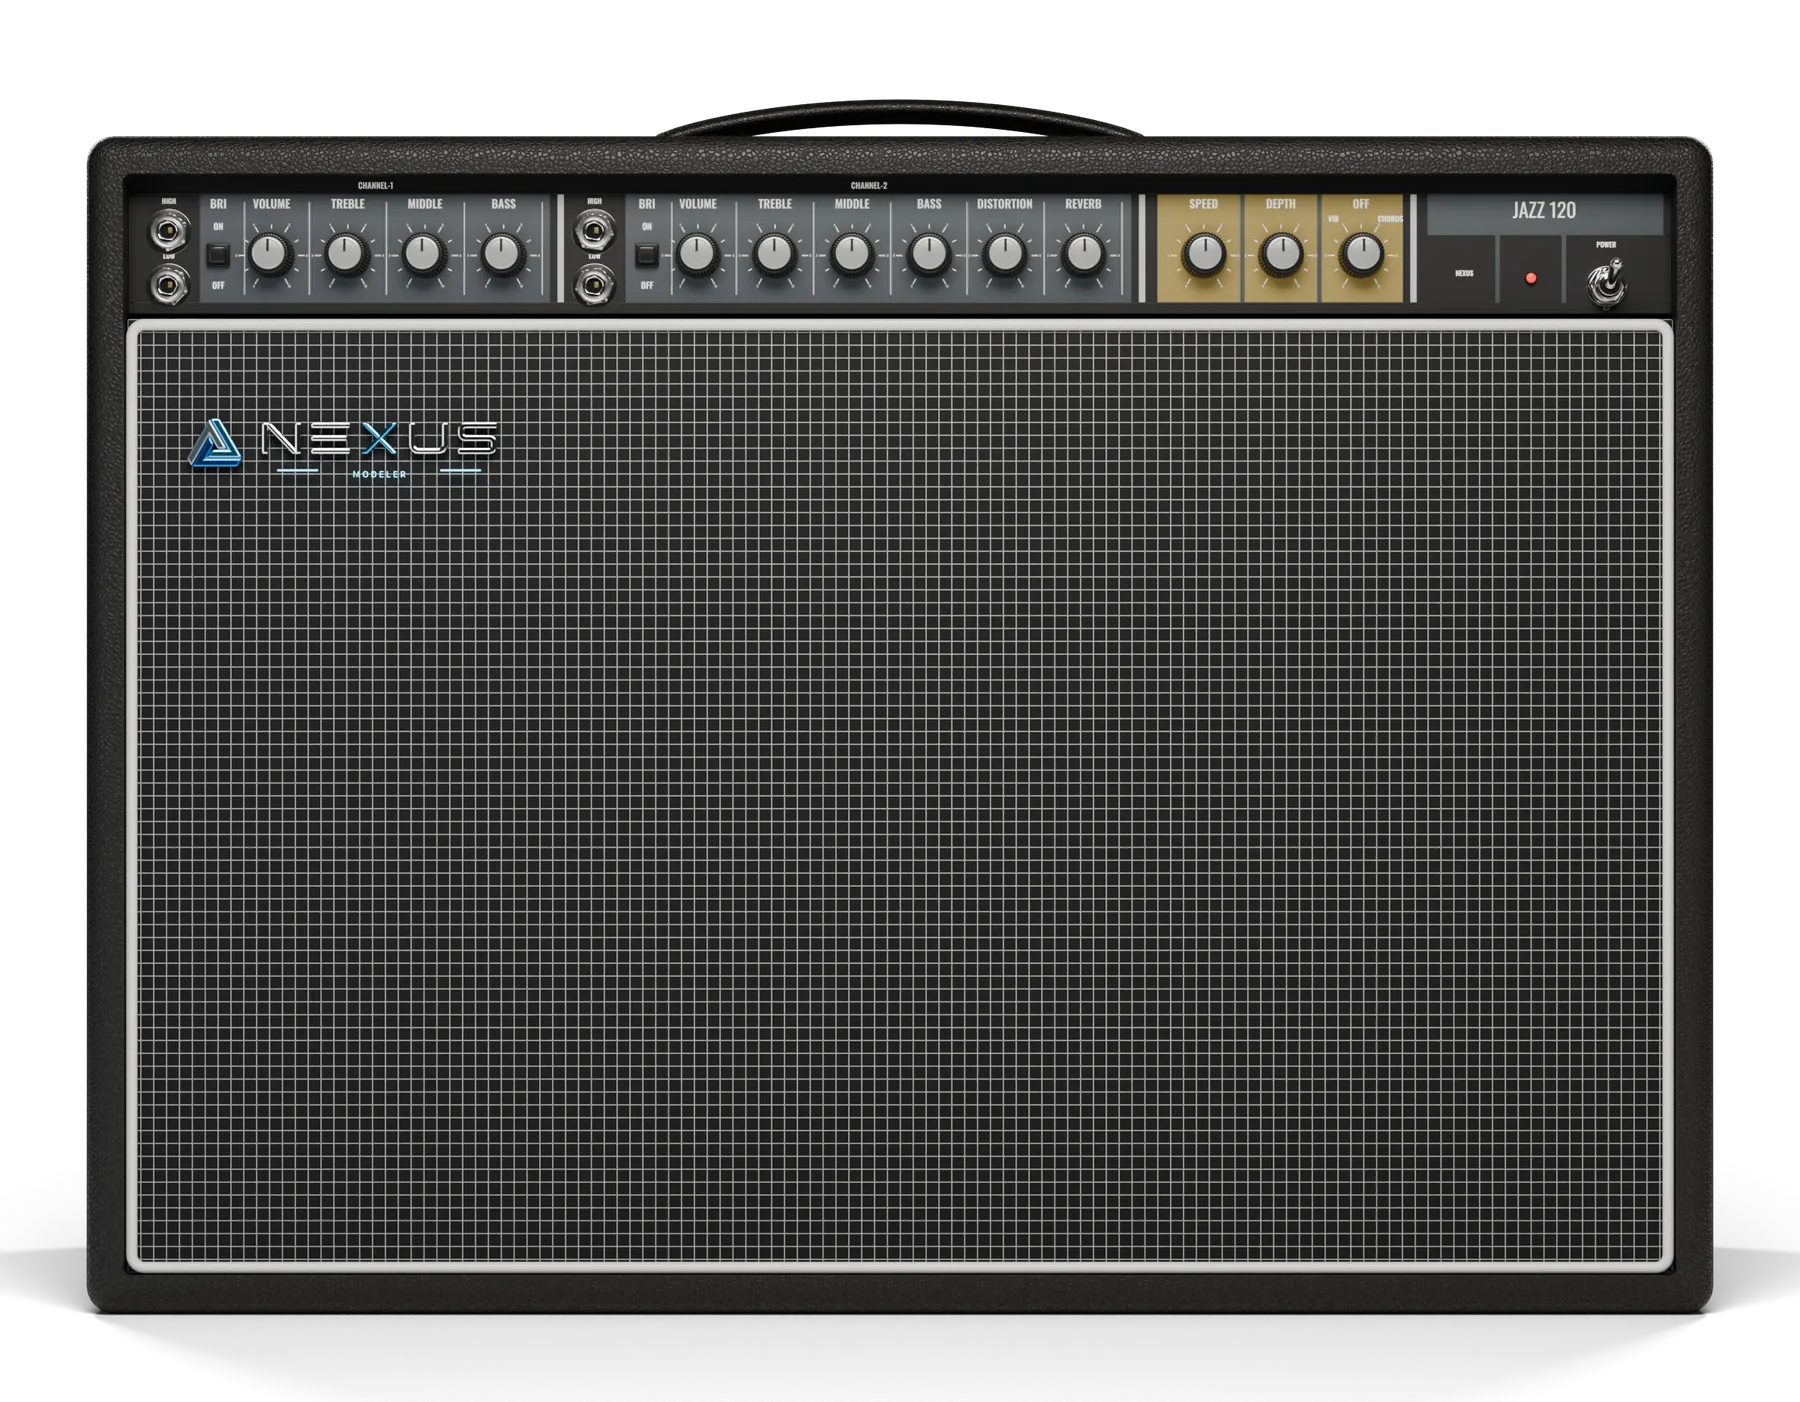 CHANNEL-1
CHANNEL-2
HIGH
BRI
VOLUME
TREBLE
MIDDLE
BASS
ON
LOW
OFF
HIGH
BRI
VOLUME
TREBLE
MIDDLE
BASS
DISTORTION
REVERB
ON
LOW
OFF
SPEED
DEPTH
OFF
VIB
CHORUS
JAZZ 120
POWER
NEXUS
NEXUS
MODELER